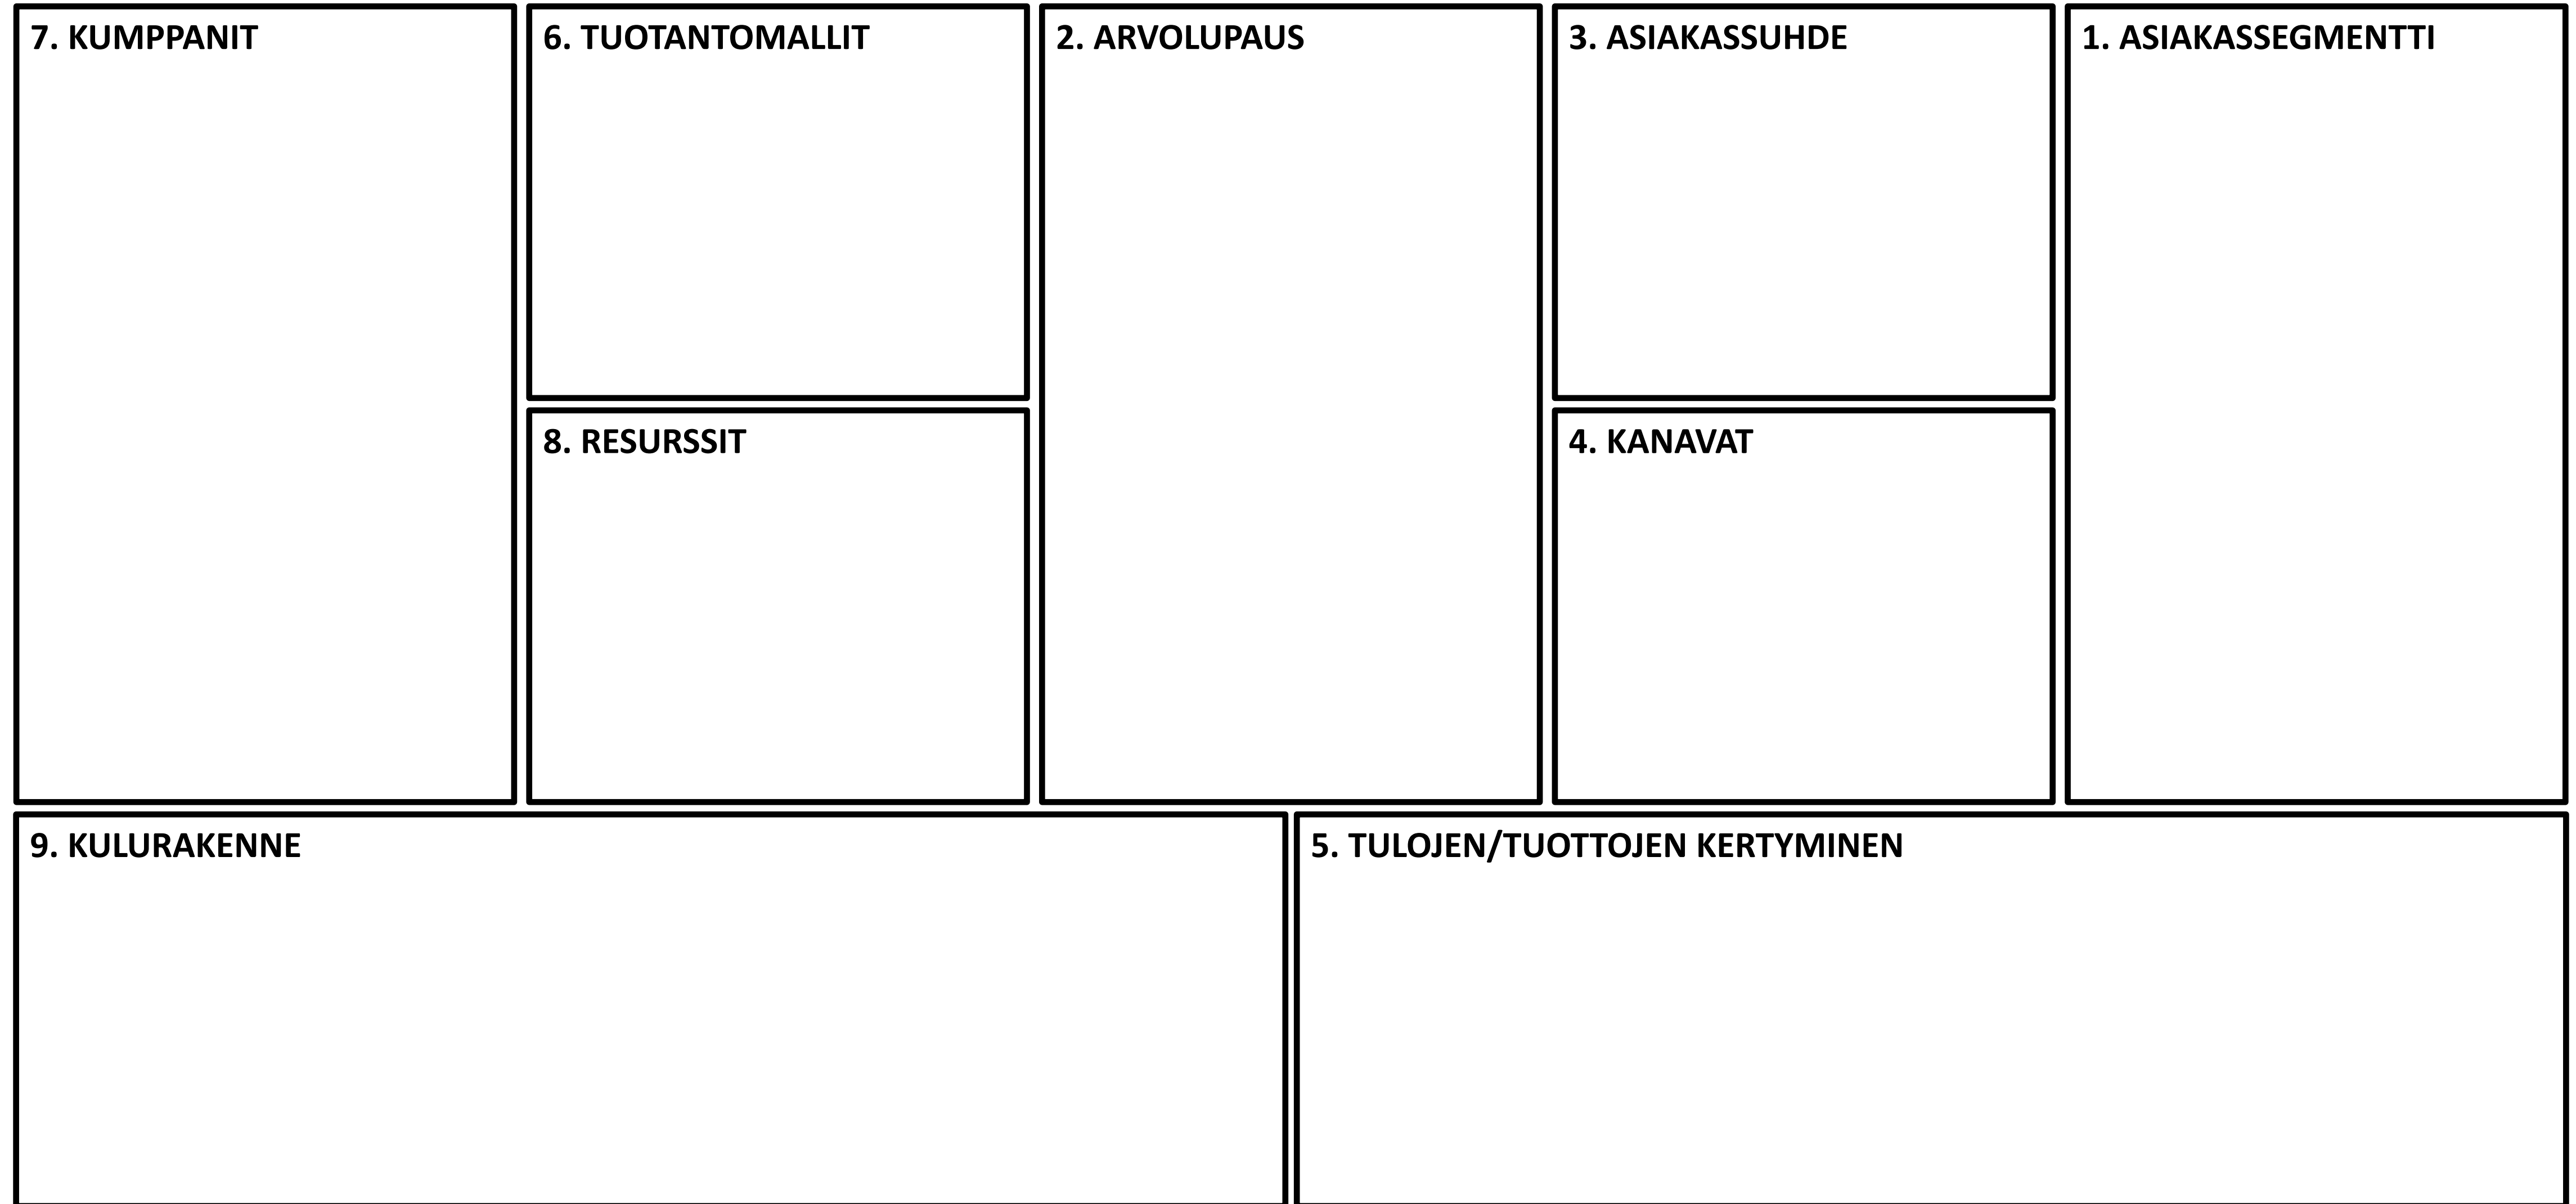 7. KUMPPANIT
6. TUOTANTOMALLIT
2. ARVOLUPAUS
3. ASIAKASSUHDE
1. ASIAKASSEGMENTTI
8. RESURSSIT
4. KANAVAT
9. KULURAKENNE
5. TULOJEN/TUOTTOJEN KERTYMINEN